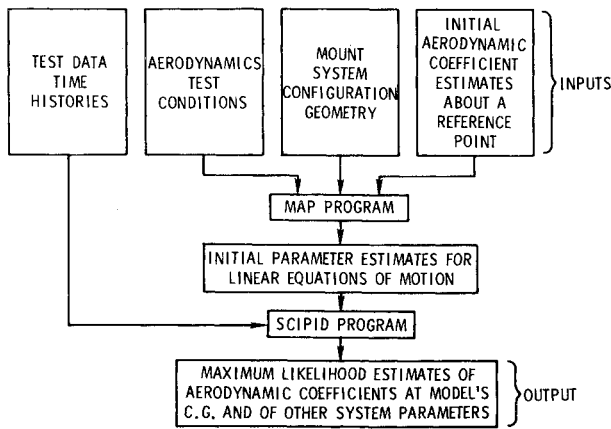 TEST DATA
TIME
HISTORIES
AERODYNAMICS
TEST
CONDITIONS
MOUNT
SYSTEM
CONFIGURATION
GEOMETRY
INITIAL
AERODYNAMIC
COEFFICIENT
ESTIMATES
ABOUT A
REFERENCE
POINT
INPUTS
MAP PROGRAM
INITIAL PARAMETER ESTIMATES FOR
LINEAR EQUATIONS OF MOTION
SCIPID PROGRAM
MAXIMUM LIKELIHOOD ESTIMATES OF
AERODYNAMIC COEFFICIENTS AT MODEL'S
C.G. AND OF OTHER SYSTEM PARAMETERS
OUTPUT